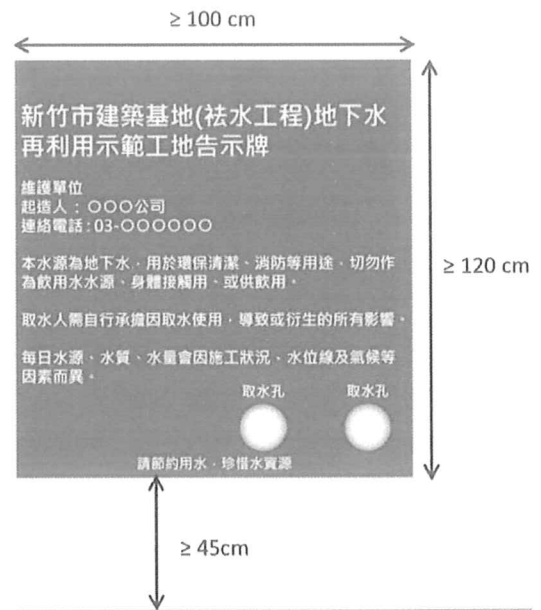 ≥ 100 cm
新竹市建築基地(袪水工程)地下水
再利用示範工地告示牌
維護單位
起造人：○○○公司
連絡電話：03-○○○○○○
本水源為地下水，用於環保清潔、消防等用途，切勿作
為飲用水水源、身體接觸用、或供飲用。
取水人需自行承擔因取水使用，導致或衍生的所有影響。
每日水源、水質、水量會因施工狀況、水位線及氣候等
因素而異。
取水孔 取水孔
請節約用水，珍惜水資源
≥ 120 cm
≥ 45cm